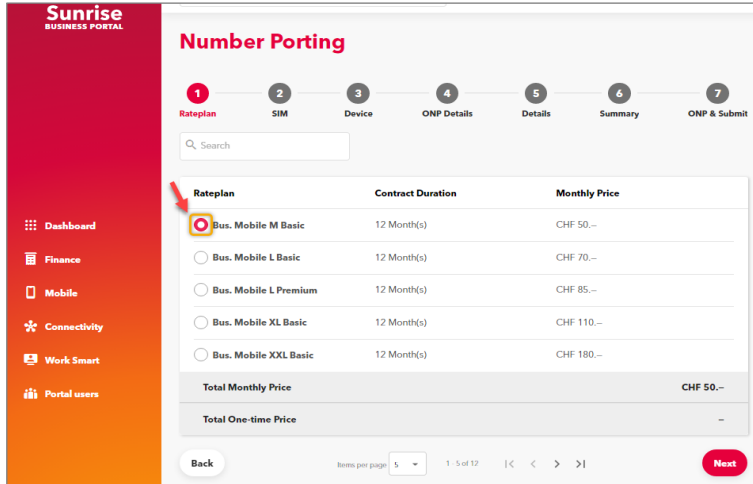 Sunrise
BUSINESS PORTAL
Number Porting
1 2 3 4 5 6 7
Rateplan SIM Device ONP Details Details Summary ONP & Submit
Search
Rateplan Contract Duration Monthly Price
Bus. Mobile M Basic 12 Month(s) CHF 50.–
Bus. Mobile L Basic 12 Month(s) CHF 70.–
Bus. Mobile L Premium 12 Month(s) CHF 85.–
Bus. Mobile XL Basic 12 Month(s) CHF 110.–
Bus. Mobile XXL Basic 12 Month(s) CHF 180.–
Total Monthly Price CHF 50.–
Total One-time Price –
Back Items per page 5 1 - 5 of 12 |< < > >| Next
Dashboard
Finance
Mobile
Connectivity
Work Smart
Portal users